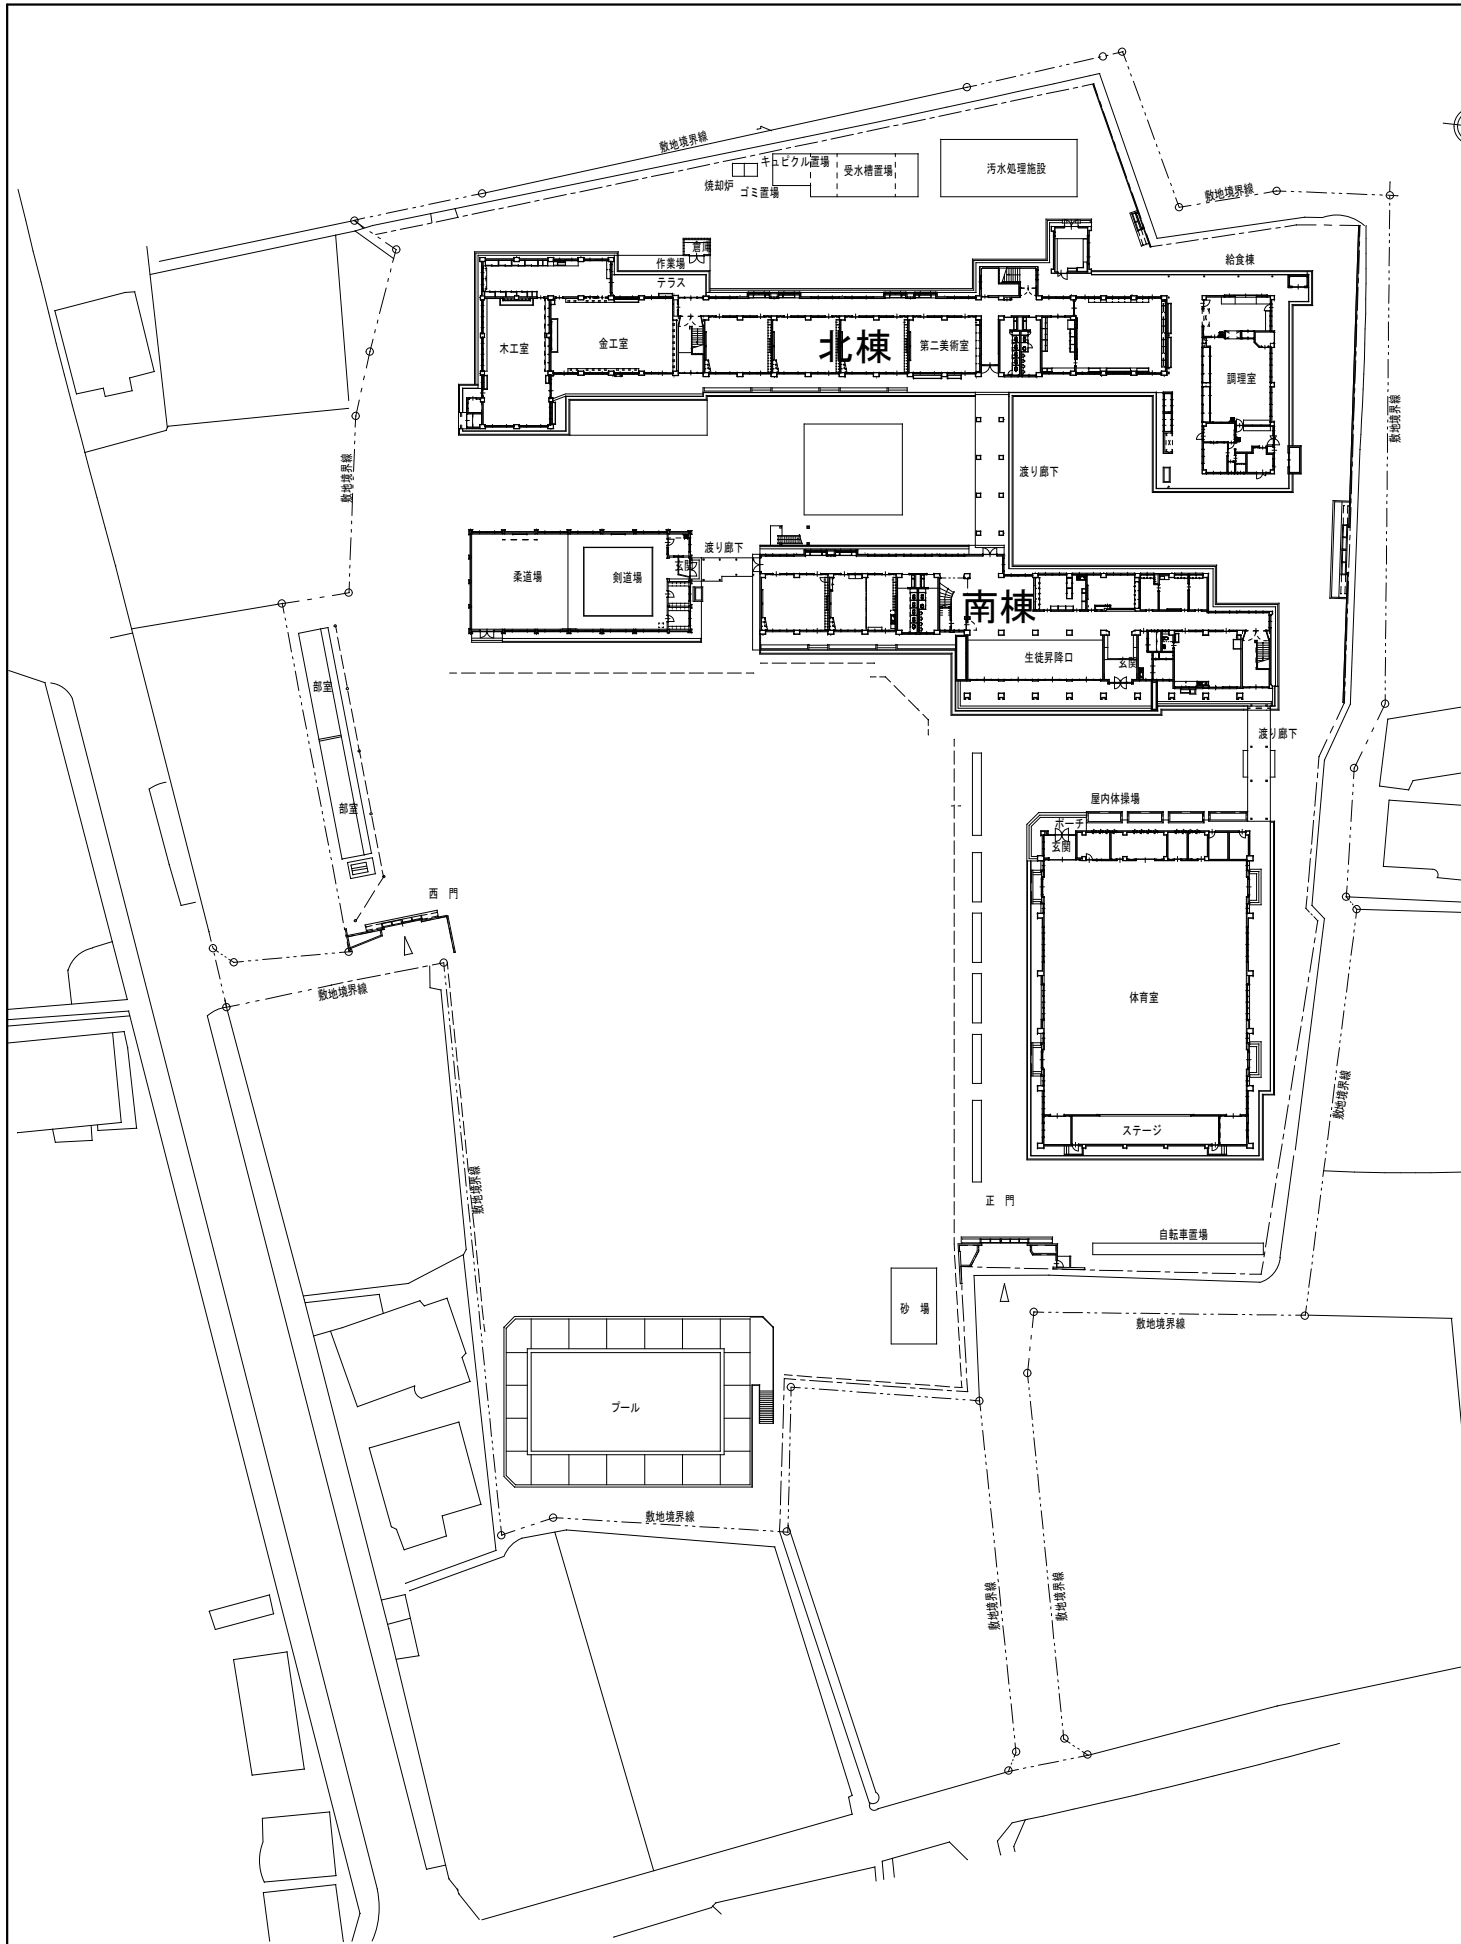 敷地境界線
キュビクル置場
受水槽置場
汚水処理施設
焼却炉
ゴミ置場
敷地境界線
倉庫
作業場
テラス
給食棟
木工室
金工室
北棟
第二美術室
調理室
敷地境界線
敷地境界線
渡り廊下
渡り廊下
玄関
柔道場
剣道場
南棟
生徒昇降口
玄関
部室
渡り廊下
部室
屋内体操場
ポーチ
玄関
西 門
敷地境界線
体育室
敷地境界線
ステージ
敷地境界線
正 門
自転車置場
砂 場
敷地境界線
プール
敷地境界線
敷地境界線
敷地境界線